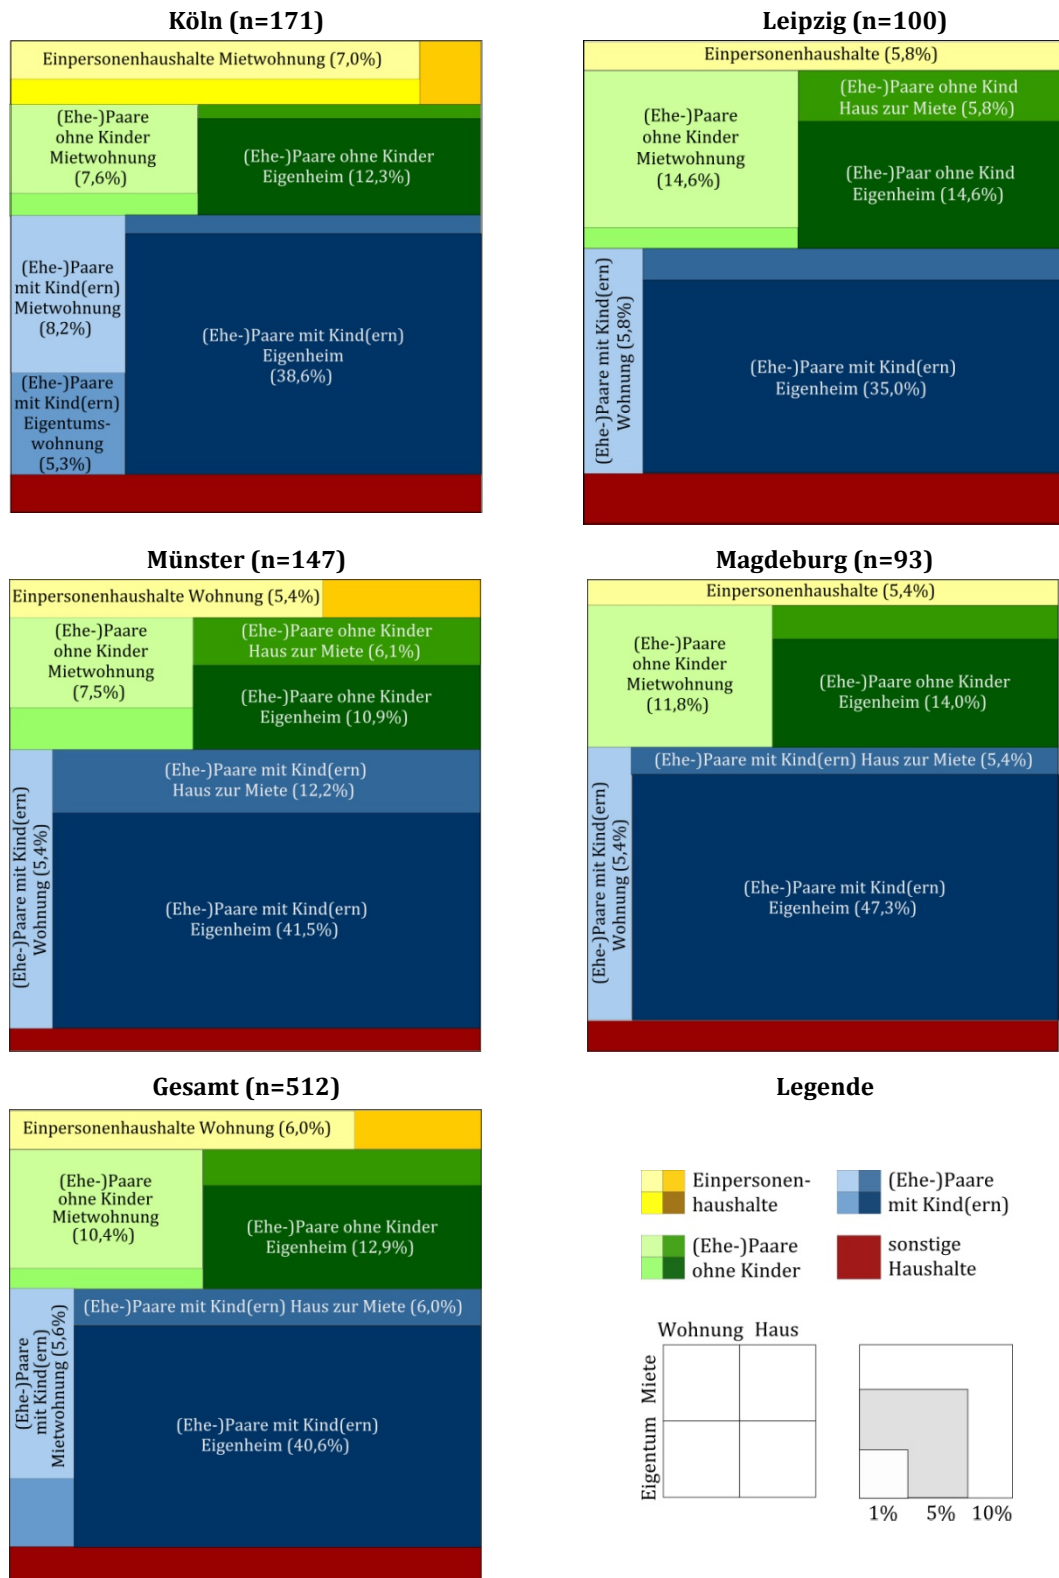 Köln (n=171)
Einpersonenhaushalte Mietwohnung (7,0%)
(Ehe-)Paare
ohne Kinder
Mietwohnung
(7,6%)
(Ehe-)Paare ohne Kinder
Eigenheim (12,3%)
(Ehe-)Paare
mit Kind(ern)
Mietwohnung
(8,2%)
(Ehe-)Paare mit Kind(ern)
Eigenheim
(38,6%)
(Ehe-)Paare
mit Kind(ern)
Eigentums-
wohnung
(5,3%)
Leipzig (n=100)
Einpersonenhaushalte (5,8%)
(Ehe-)Paare
ohne Kinder
Mietwohnung
(14,6%)
(Ehe-)Paare ohne Kind
Haus zur Miete (5,8%)
(Ehe-)Paar ohne Kind
Eigenheim (14,6%)
(Ehe-)Paare mit Kind(ern)
Wohnung (5,8%)
(Ehe-)Paare mit Kind(ern)
Eigenheim (35,0%)
Münster (n=147)
Einpersonenhaushalte Wohnung (5,4%)
(Ehe-)Paare
ohne Kinder
Mietwohnung
(7,5%)
(Ehe-)Paare ohne Kinder
Haus zur Miete (6,1%)
(Ehe-)Paare ohne Kinder
Eigenheim (10,9%)
(Ehe-)Paare mit Kind(ern)
Wohnung (5,4%)
(Ehe-)Paare mit Kind(ern)
Haus zur Miete (12,2%)
(Ehe-)Paare mit Kind(ern)
Eigenheim (41,5%)
Magdeburg (n=93)
Einpersonenhaushalte (5,4%)
(Ehe-)Paare
ohne Kinder
Mietwohnung
(11,8%)
(Ehe-)Paare ohne Kinder
Eigenheim (14,0%)
(Ehe-)Paare mit Kind(ern)
Wohnung (5,4%)
(Ehe-)Paare mit Kind(ern) Haus zur Miete (5,4%)
(Ehe-)Paare mit Kind(ern)
Eigenheim (47,3%)
Gesamt (n=512)
Einpersonenhaushalte Wohnung (6,0%)
(Ehe-)Paare
ohne Kinder
Mietwohnung
(10,4%)
(Ehe-)Paare ohne Kinder
Eigenheim (12,9%)
(Ehe-)Paare
mit Kind(ern)
Mietwohnung (5,6%)
(Ehe-)Paare mit Kind(ern) Haus zur Miete (6,0%)
(Ehe-)Paare mit Kind(ern)
Eigenheim (40,6%)
Legende
Einpersonen-
haushalte
(Ehe-)Paare
mit Kind(ern)
(Ehe-)Paare
ohne Kinder
sonstige
Haushalte
Wohnung Haus
Miete
Eigentum
1% 5% 10%